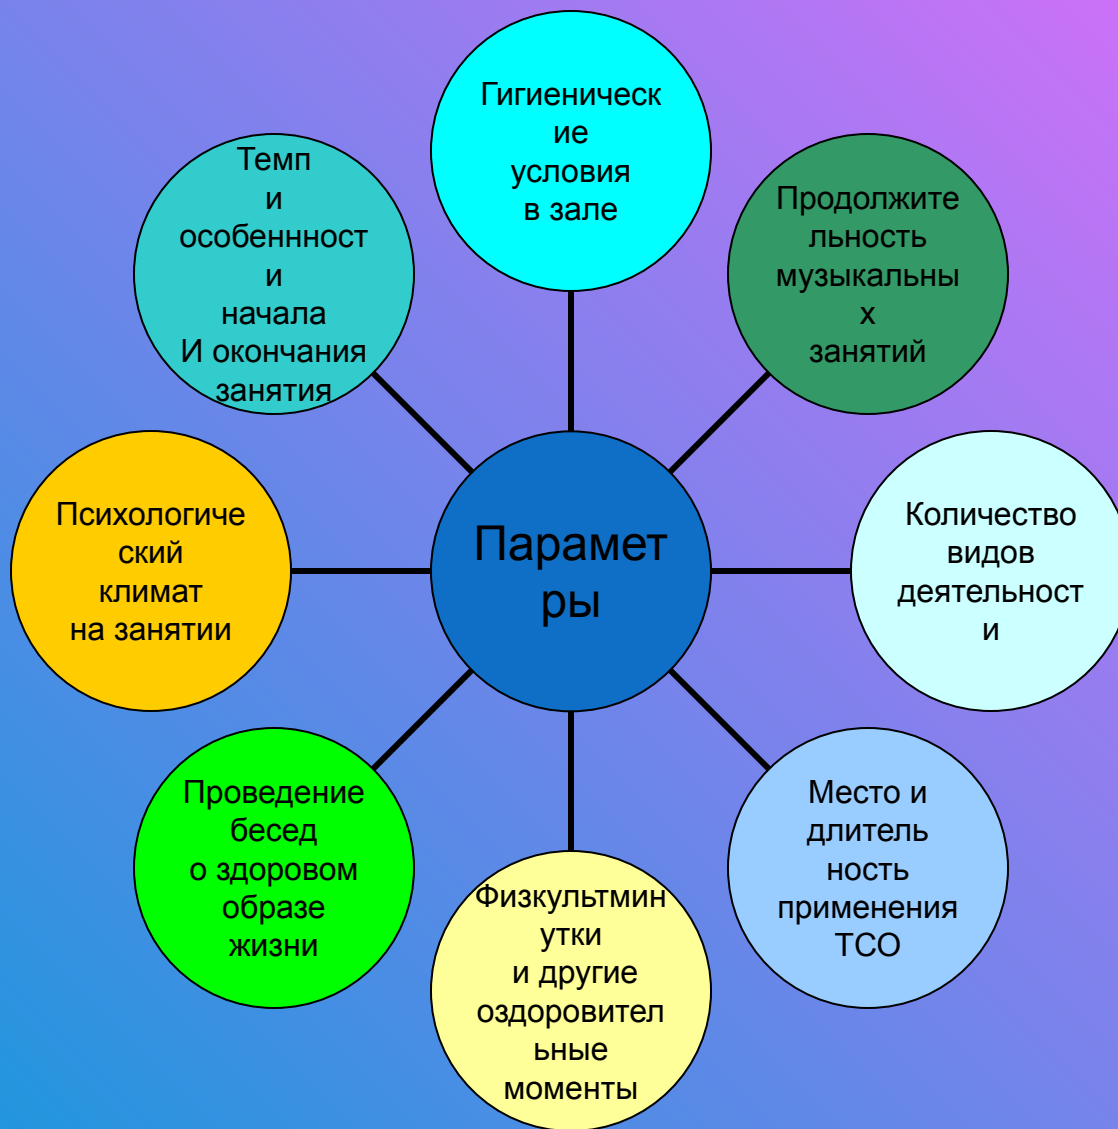 Гигиеническ
ие
условия
в зале
Темп
и
особеннност
и
начала
И окончания
занятия
Продолжите
льность
музыкальны
х
занятий
Психологиче
ский
климат
на занятии
Парамет
ры
Количество
видов
деятельност
и
Проведение
бесед
о здоровом
образе
жизни
Место и
длитель
ность
применения
ТСО
Физкультмин
утки
и другие
оздоровител
ьные
моменты